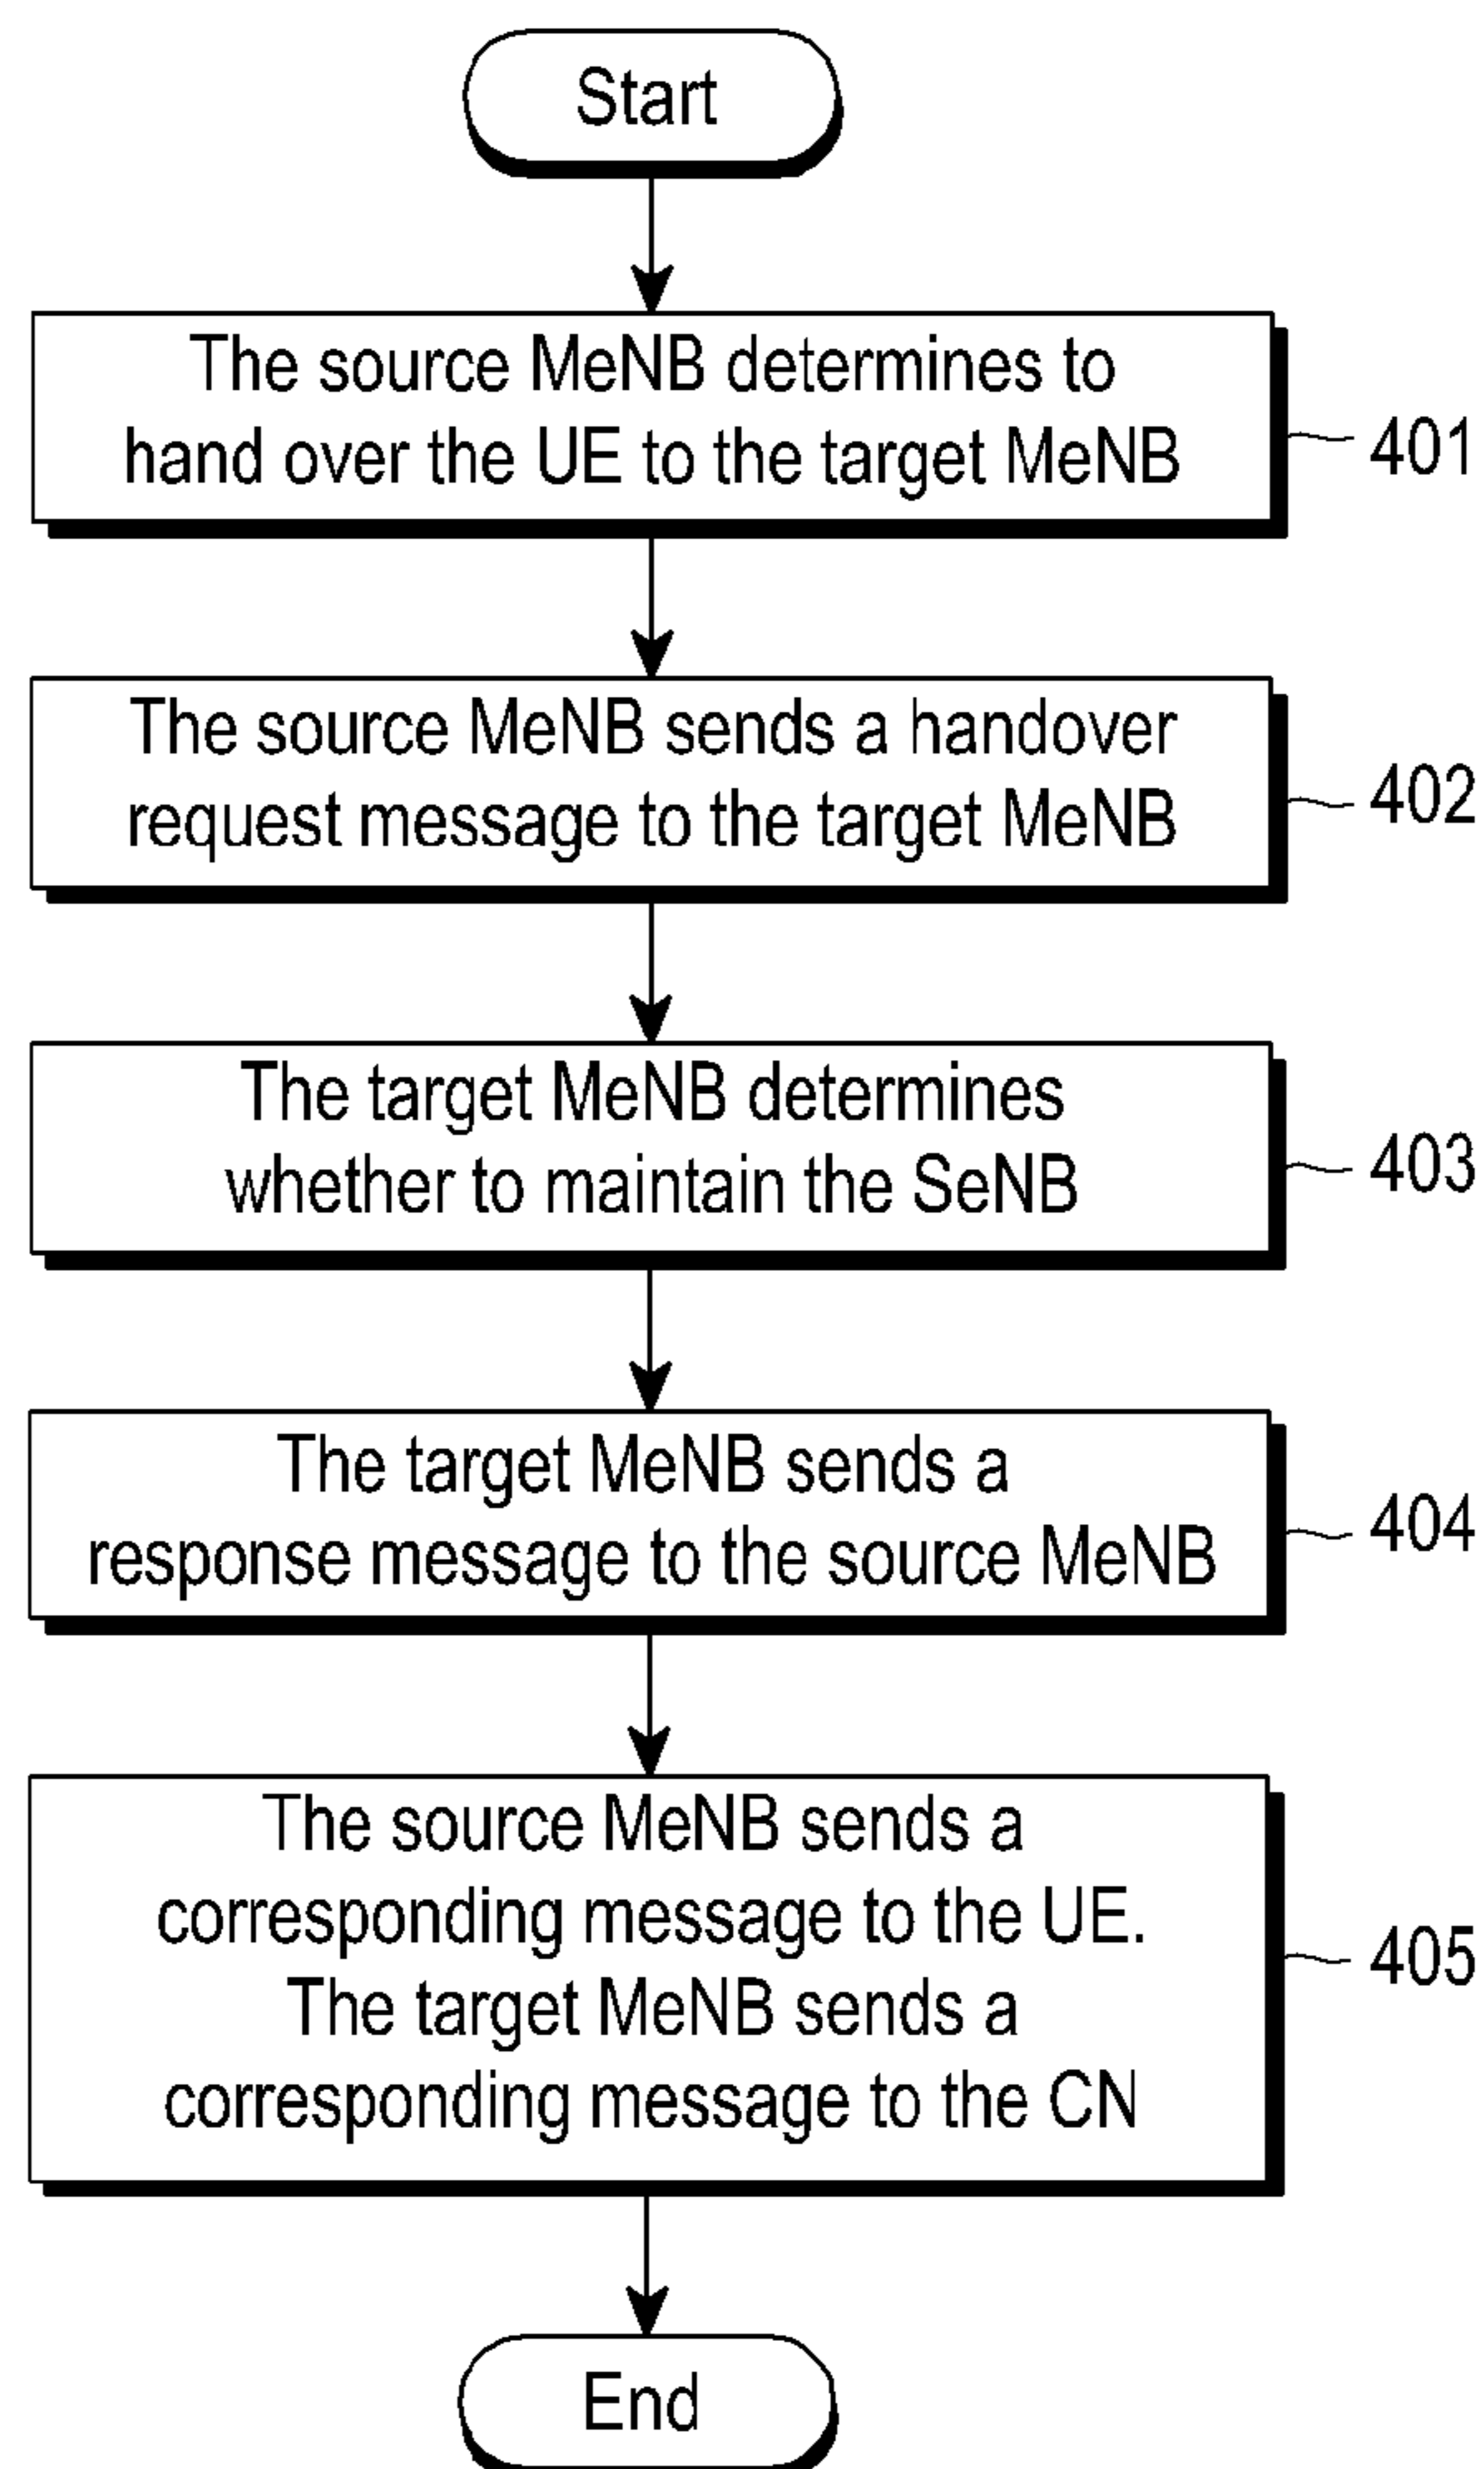 Start
The source MeNB determines to
hand over the UE to the target MeNB
401
The source MeNB sends a handover
request message to the target MeNB
402
The target MeNB determines
whether to maintain the SeNB
403
The target MeNB sends a
response message to the source MeNB
404
The source MeNB sends a
corresponding message to the UE.
The target MeNB sends a
corresponding message to the CN
405
End